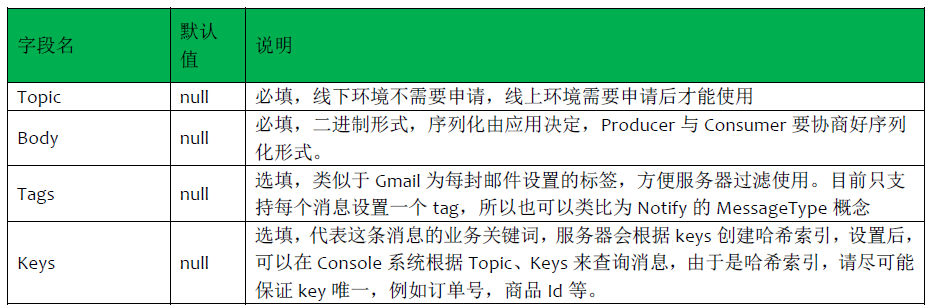 字段名 默认值 说明
Topic null 必填，线下环境不需要申请，线上环境需要申请后才能使用
Body null 必填，二进制形式，序列化由应用决定，Producer 与 Consumer 要协商好序列
化形式。
Tags null 选填，类似于 Gmail 为每封邮件设置的标签，方便服务器过滤使用。目前只支
持每个消息设置一个 tag，所以也可以类比为 Notify 的 MessageType 概念
Keys null 选填，代表这条消息的业务关键词，服务器会根据 keys 创建哈希索引，设置后，
可以在 Console 系统根据 Topic、Keys 来查询消息，由于是哈希索引，请尽可能
保证 key 唯一，例如订单号，商品 Id 等。